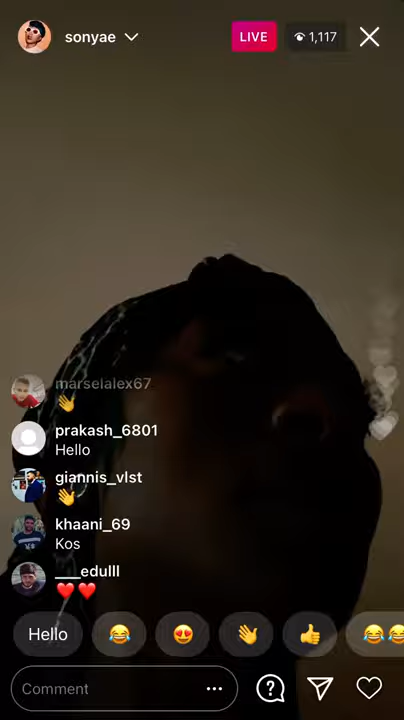 sonyae
LIVE
1,117
marselalex67
👋
prakash_6801
Hello
giannis_vlst
👋
khaani_69
Kos
___edulll
❤️❤️
Hello 😂 😍 👋 👍 😂😂
Comment